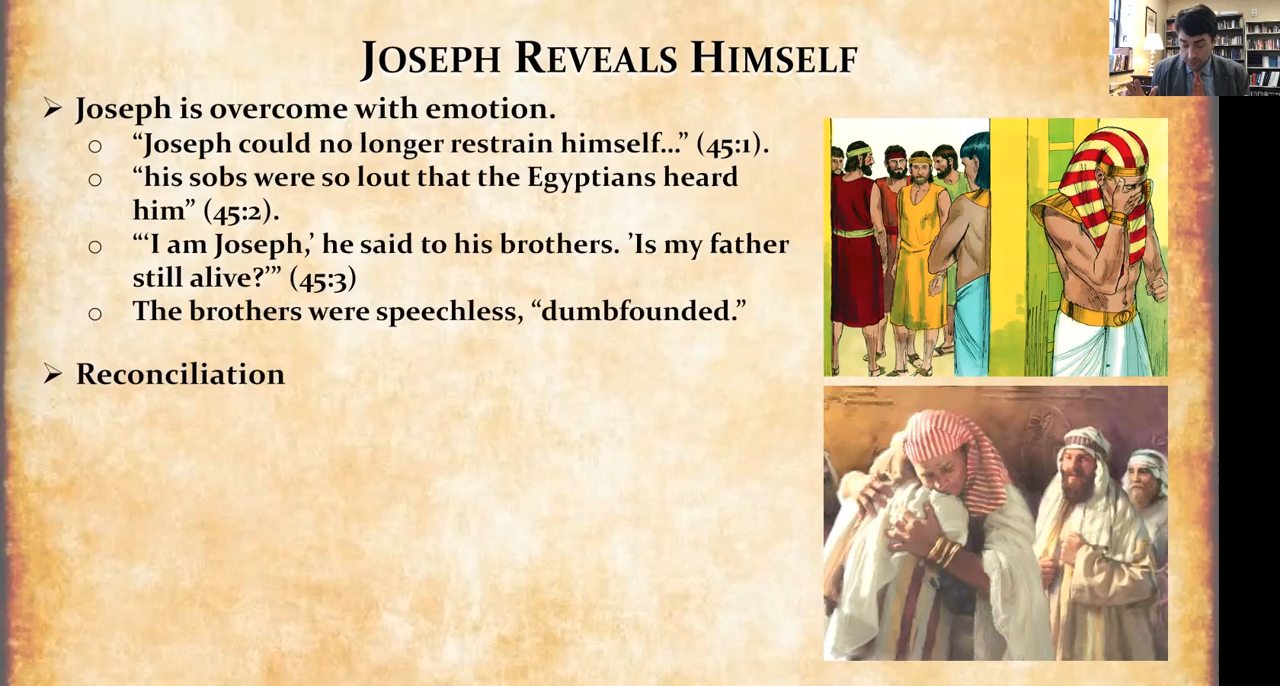 Joseph Reveals Himself
➢ Joseph is overcome with emotion.
o “Joseph could no longer restrain himself...” (45:1).
o “his sobs were so lout that the Egyptians heard
him” (45:2).
o “‘I am Joseph,’ he said to his brothers. ’Is my father
still alive?’” (45:3)
o The brothers were speechless, “dumbfounded.”
➢ Reconciliation